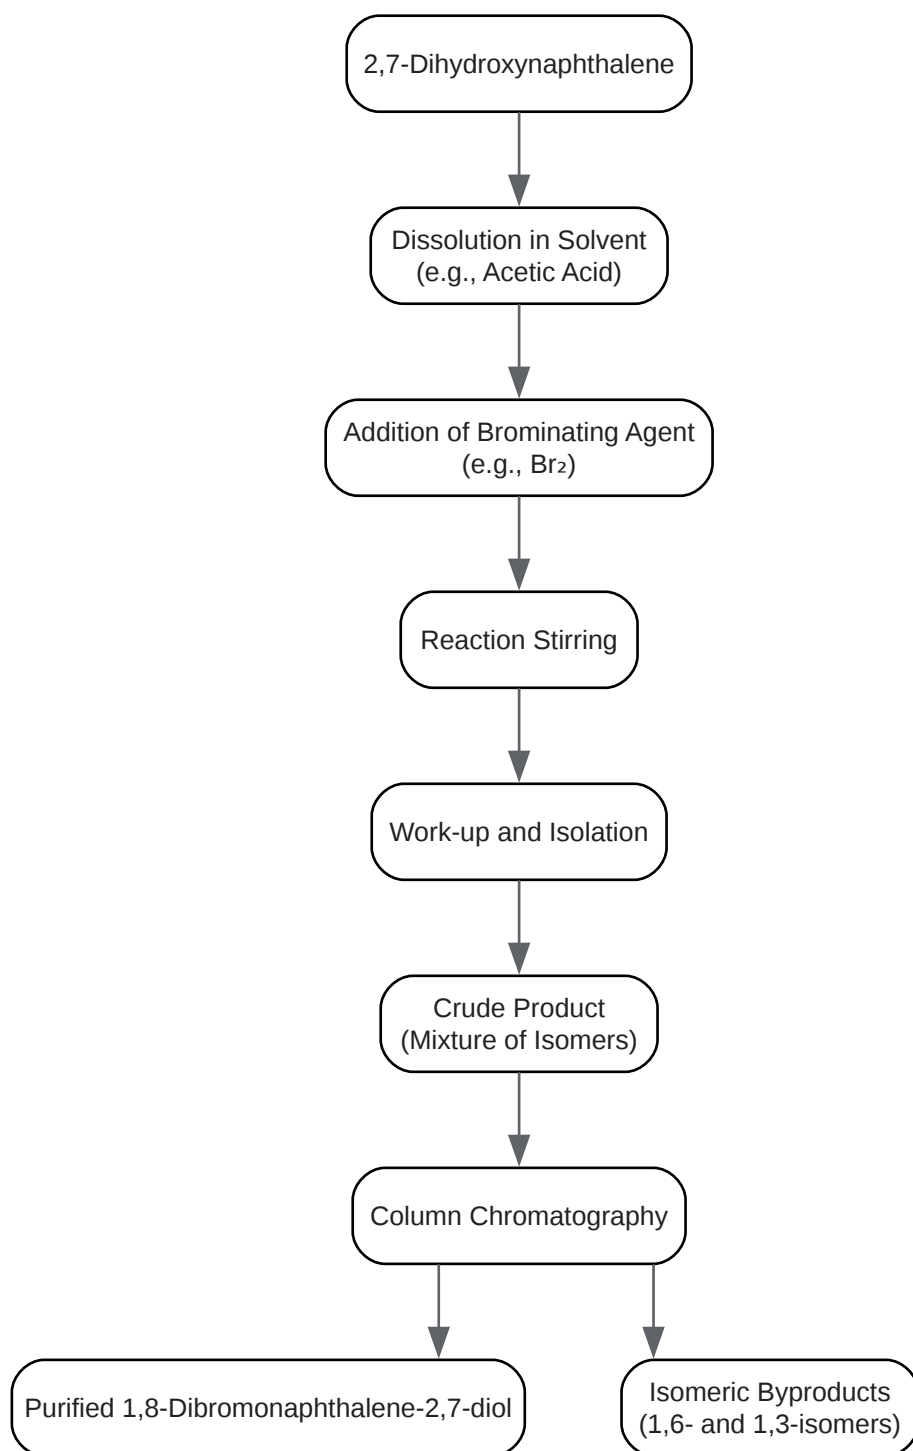 2,7-Dihydroxynaphthalene
Dissolution in Solvent
(e.g., Acetic Acid)
Addition of Brominating Agent
(e.g., Br₂)
Reaction Stirring
Work-up and Isolation
Crude Product
(Mixture of Isomers)
Column Chromatography
Purified 1,8-Dibromonaphthalene-2,7-diol
Isomeric Byproducts
(1,6- and 1,3-isomers)